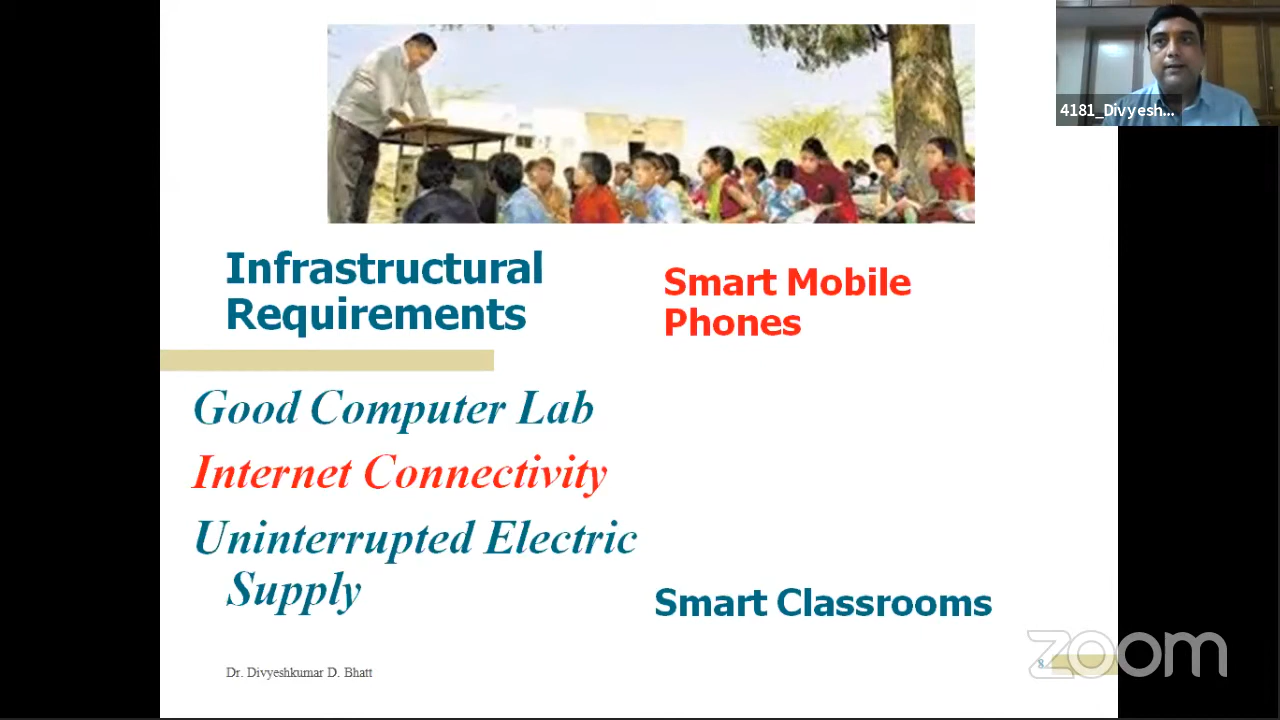 4181_Divyesh...
Infrastructural
Requirements
Smart Mobile
Phones
Good Computer Lab
Internet Connectivity
Uninterrupted Electric
Supply
Smart Classrooms
Dr. Divyeshkumar D. Bhatt
8
zoom